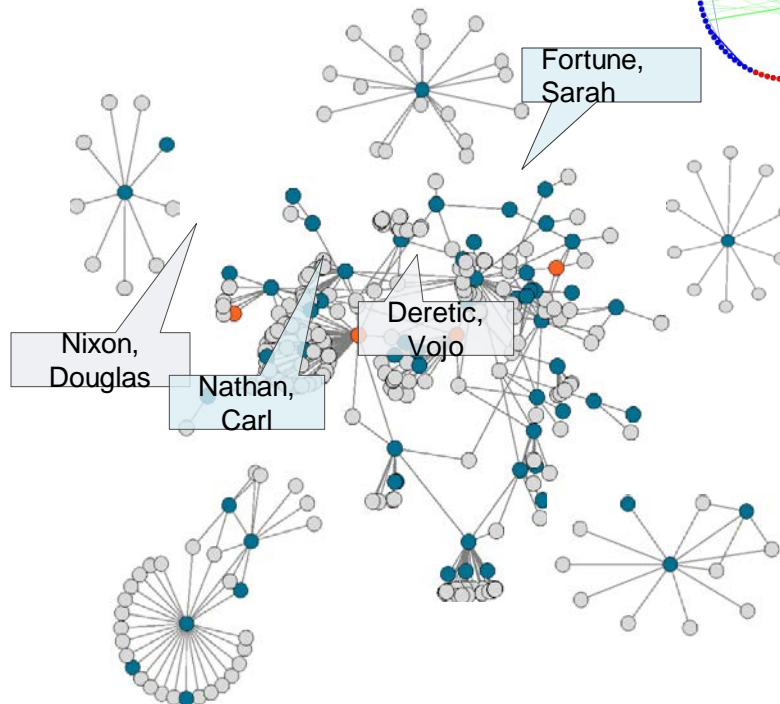 Fortune,
Sarah
Deretic,
Vojo
Nixon,
Douglas
Nathan,
Carl